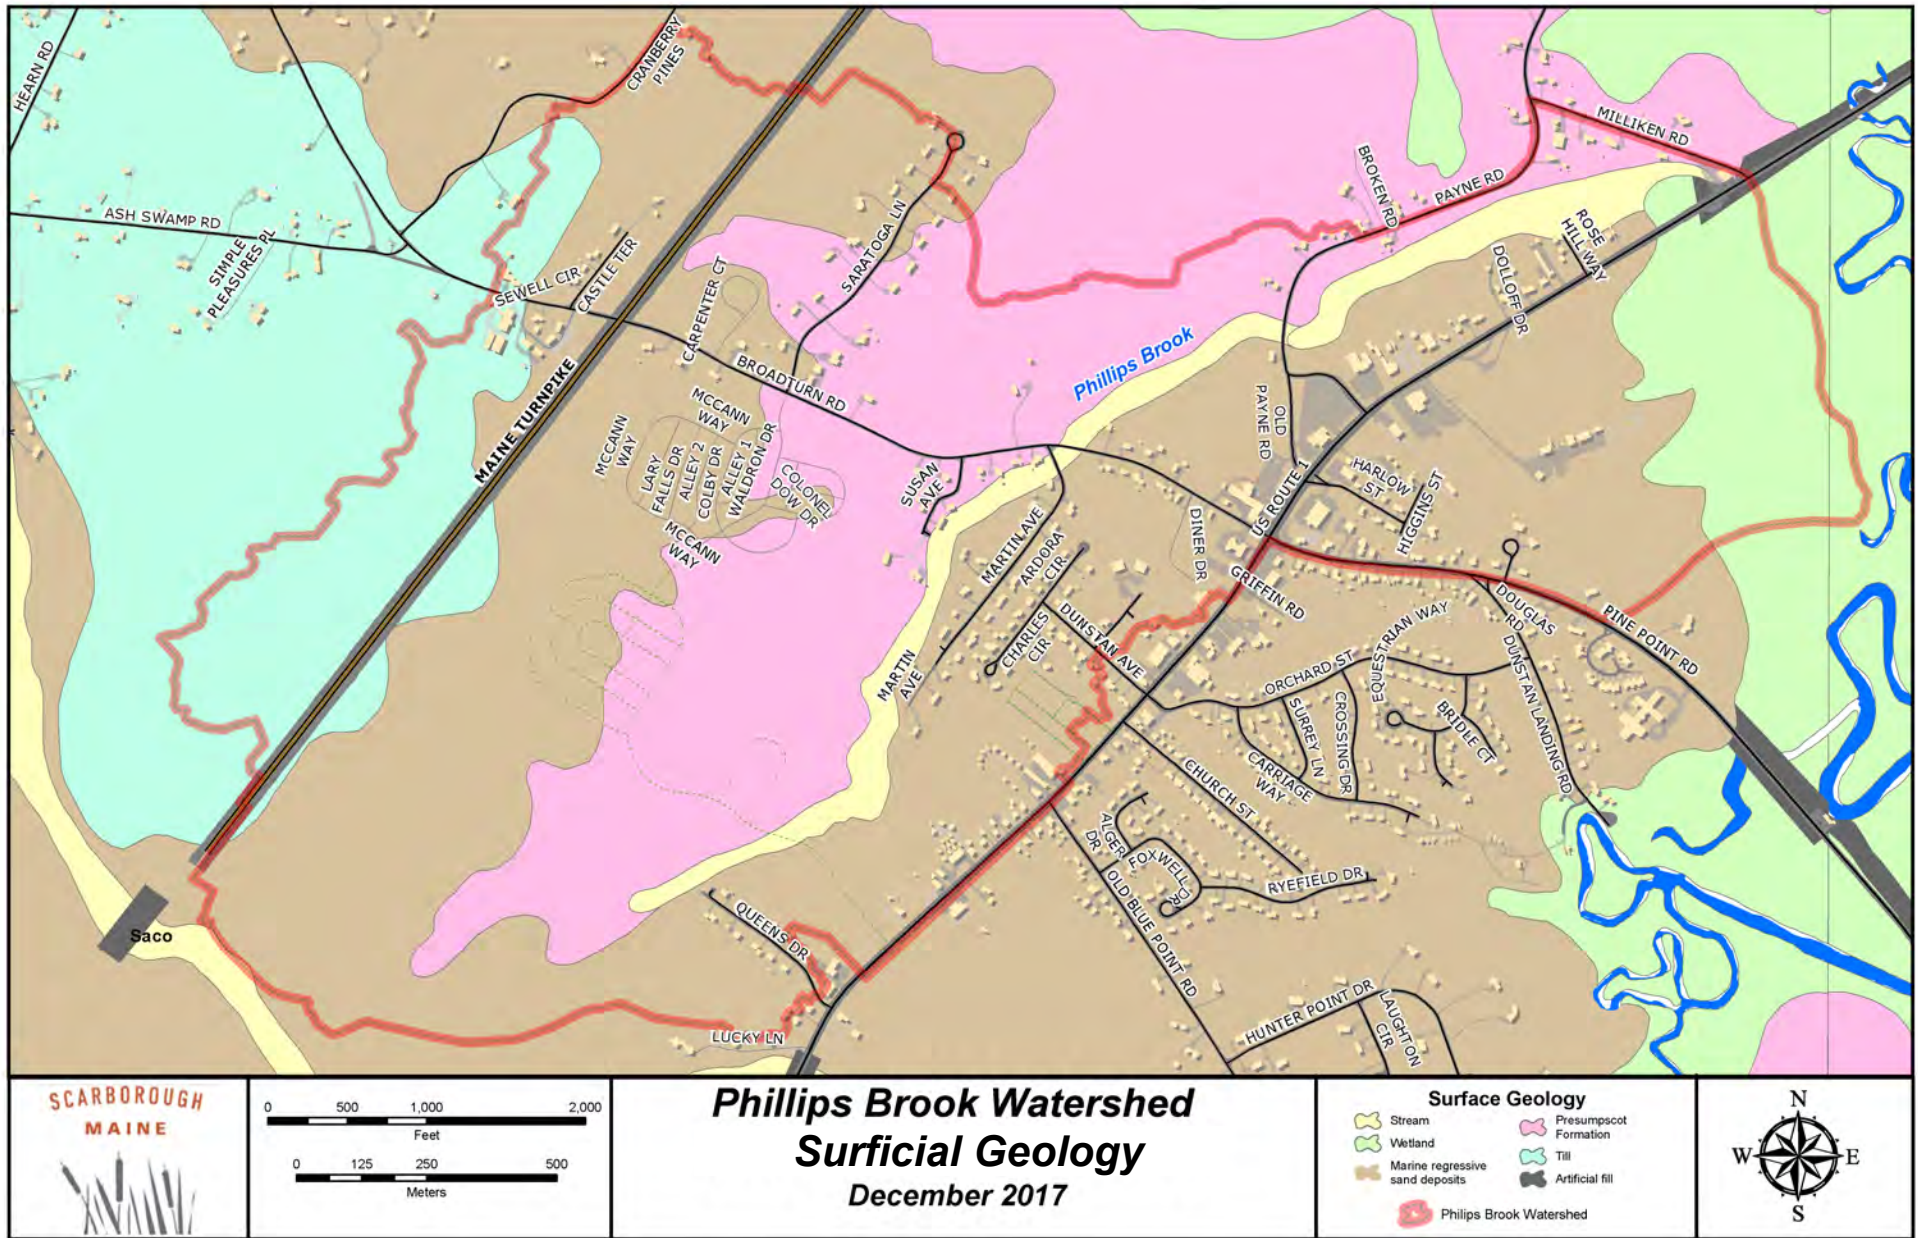 HEARN RD
CRANBERRY
PINES
ASH SWAMP RD
SIMPLE
PLEASURES PL
SEWELL CIR
CASTLE TER
MAINE TURNPIKE
CARPENTER CT
SARATOGA LN
BROADTURN RD
MCCANN
WAY
MCCANN
WAY
LARY
FALLS DR
ALLEY 2
COLBY DR
ALLEY 1
WALDRON DR
COLONEL
DOW DR
MCCANN
WAY
SUSAN
AVE
Phillips Brook
BROKEN RD
PAYNE RD
MILLIKEN RD
ROSE
HILL WAY
DOLLOFF DR
OLD
PAYNE RD
US ROUTE 1
HARLOW
ST
HIGGINS ST
DINER DR
GRIFFIN RD
MARTIN AVE
ARDORA
CIR
CHARLES
CIR
DUNSTAN AVE
MARTIN
AVE
DOUGLAS
RD
PINE POINT RD
DUNSTAN LANDING RD
EQUESTRIAN WAY
ORCHARD ST
SURREY LN
CROSSING DR
BRIDLE CT
CARRIAGE
WAY
CHURCH ST
ALGER
DR
FOXWELL DR
RYEFIELD DR
OLD BLUE POINT RD
QUEENS DR
LUCKY LN
HUNTER POINT DR
LAUGHTON
CIR
Saco
SCARBOROUGH
MAINE
0 500 1,000 2,000
Feet
0 125 250 500
Meters
Phillips Brook Watershed
Surficial Geology
December 2017
Surface Geology
Stream
Wetland
Marine regressive
sand deposits
Presumpscot
Formation
Till
Artificial fill
Philips Brook Watershed
N
W E
S